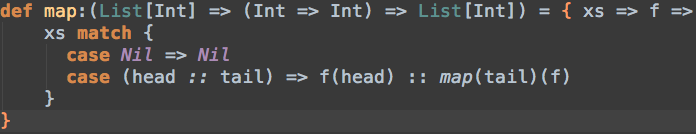 def map:(List[Int] => (Int => Int) => List[Int]) = { xs => f =>
    xs match {
      case Nil => Nil
      case (head :: tail) => f(head) :: map(tail)(f)
    }
}